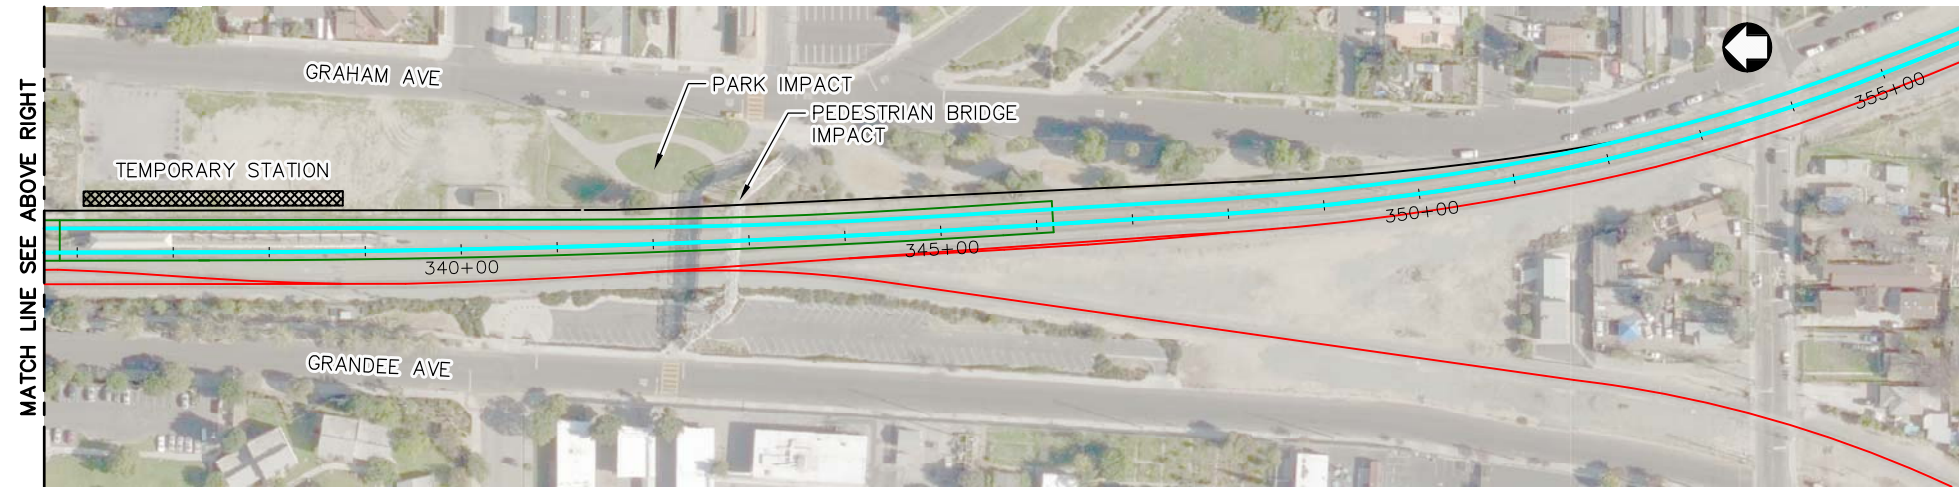 MATCH LINE SEE ABOVE RIGHT
GRAHAM AVE
PARK IMPACT
PEDESTRIAN BRIDGE
IMPACT
TEMPORARY STATION
340+00
345+00
350+00
355+00
GRANDEE AVE